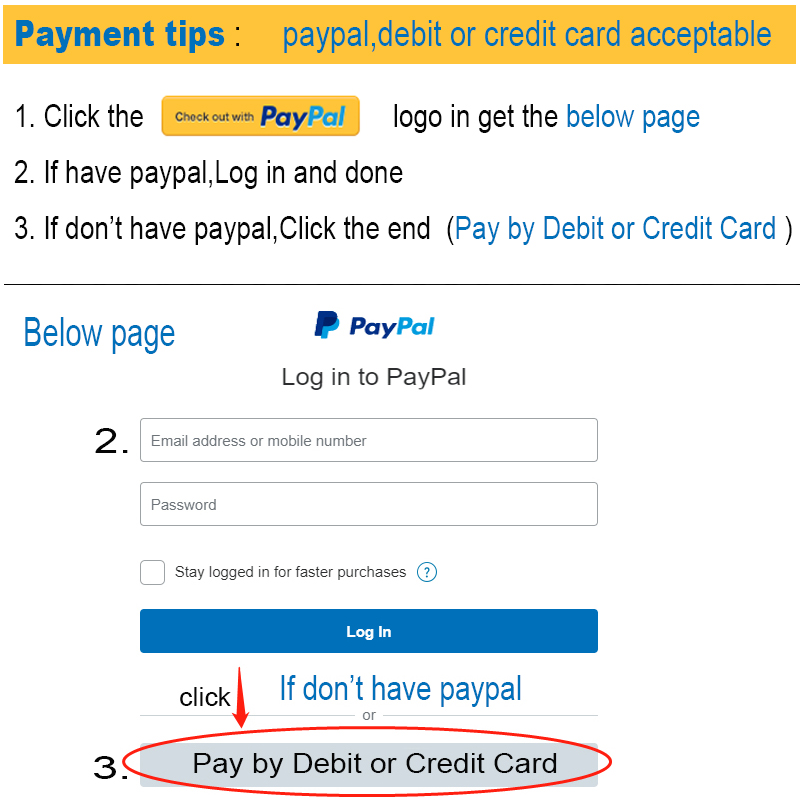 Payment tips : paypal,debit or credit card acceptable
1. Click the Check out with PayPal logo in get the below page
2. If have paypal,Log in and done
3. If don't have paypal,Click the end (Pay by Debit or Credit Card )
Below page
PayPal
Log in to PayPal
2. Email address or mobile number
Password
Stay logged in for faster purchases ?
Log In
click If don't have paypal
or
3. Pay by Debit or Credit Card